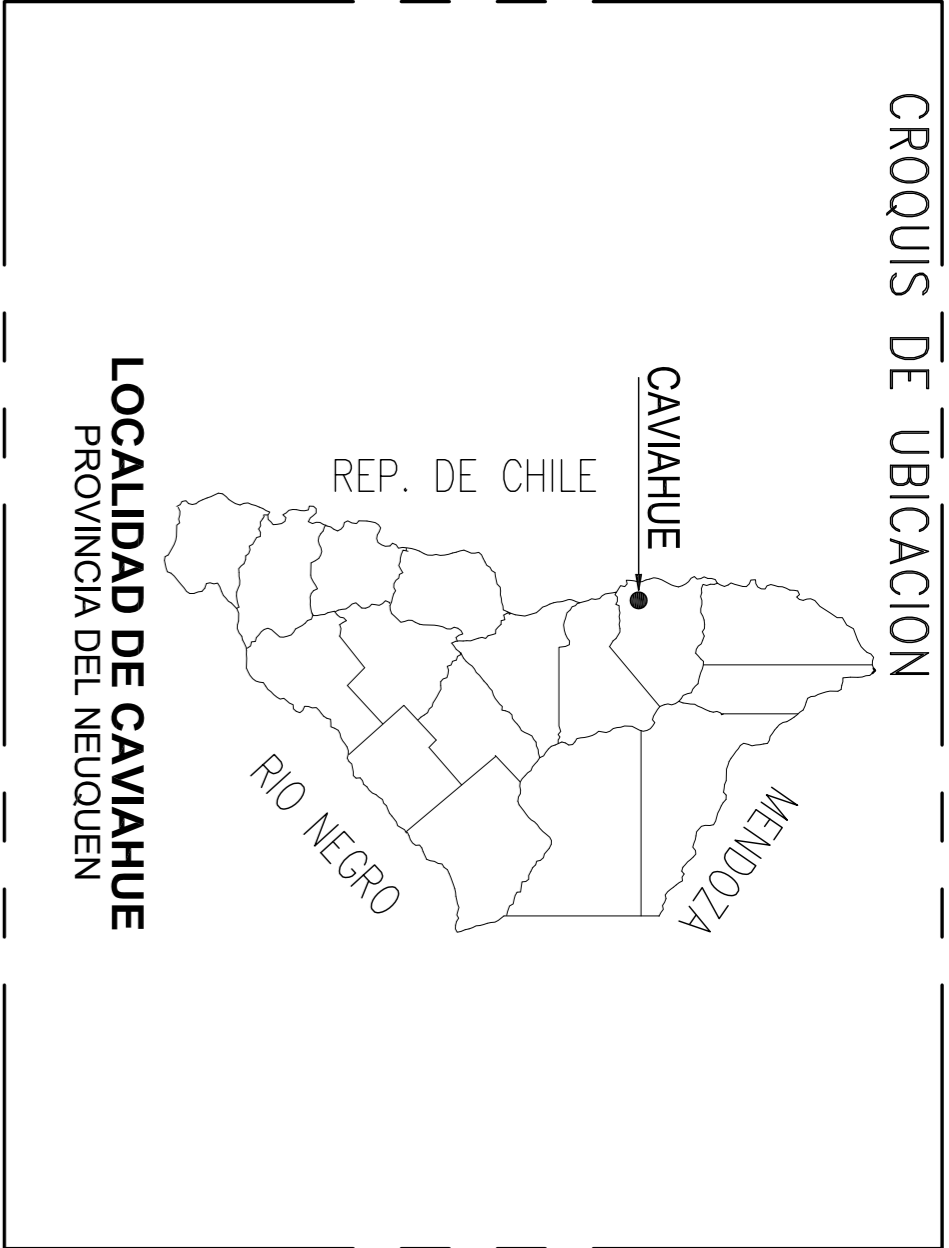 CROQUIS DE UBICACION
CAVIAHUE
MENDOZA
REP. DE CHILE
RIO NEGRO
LOCALIDAD DE CAVIAHUE
PROVINCIA DEL NEUQUEN